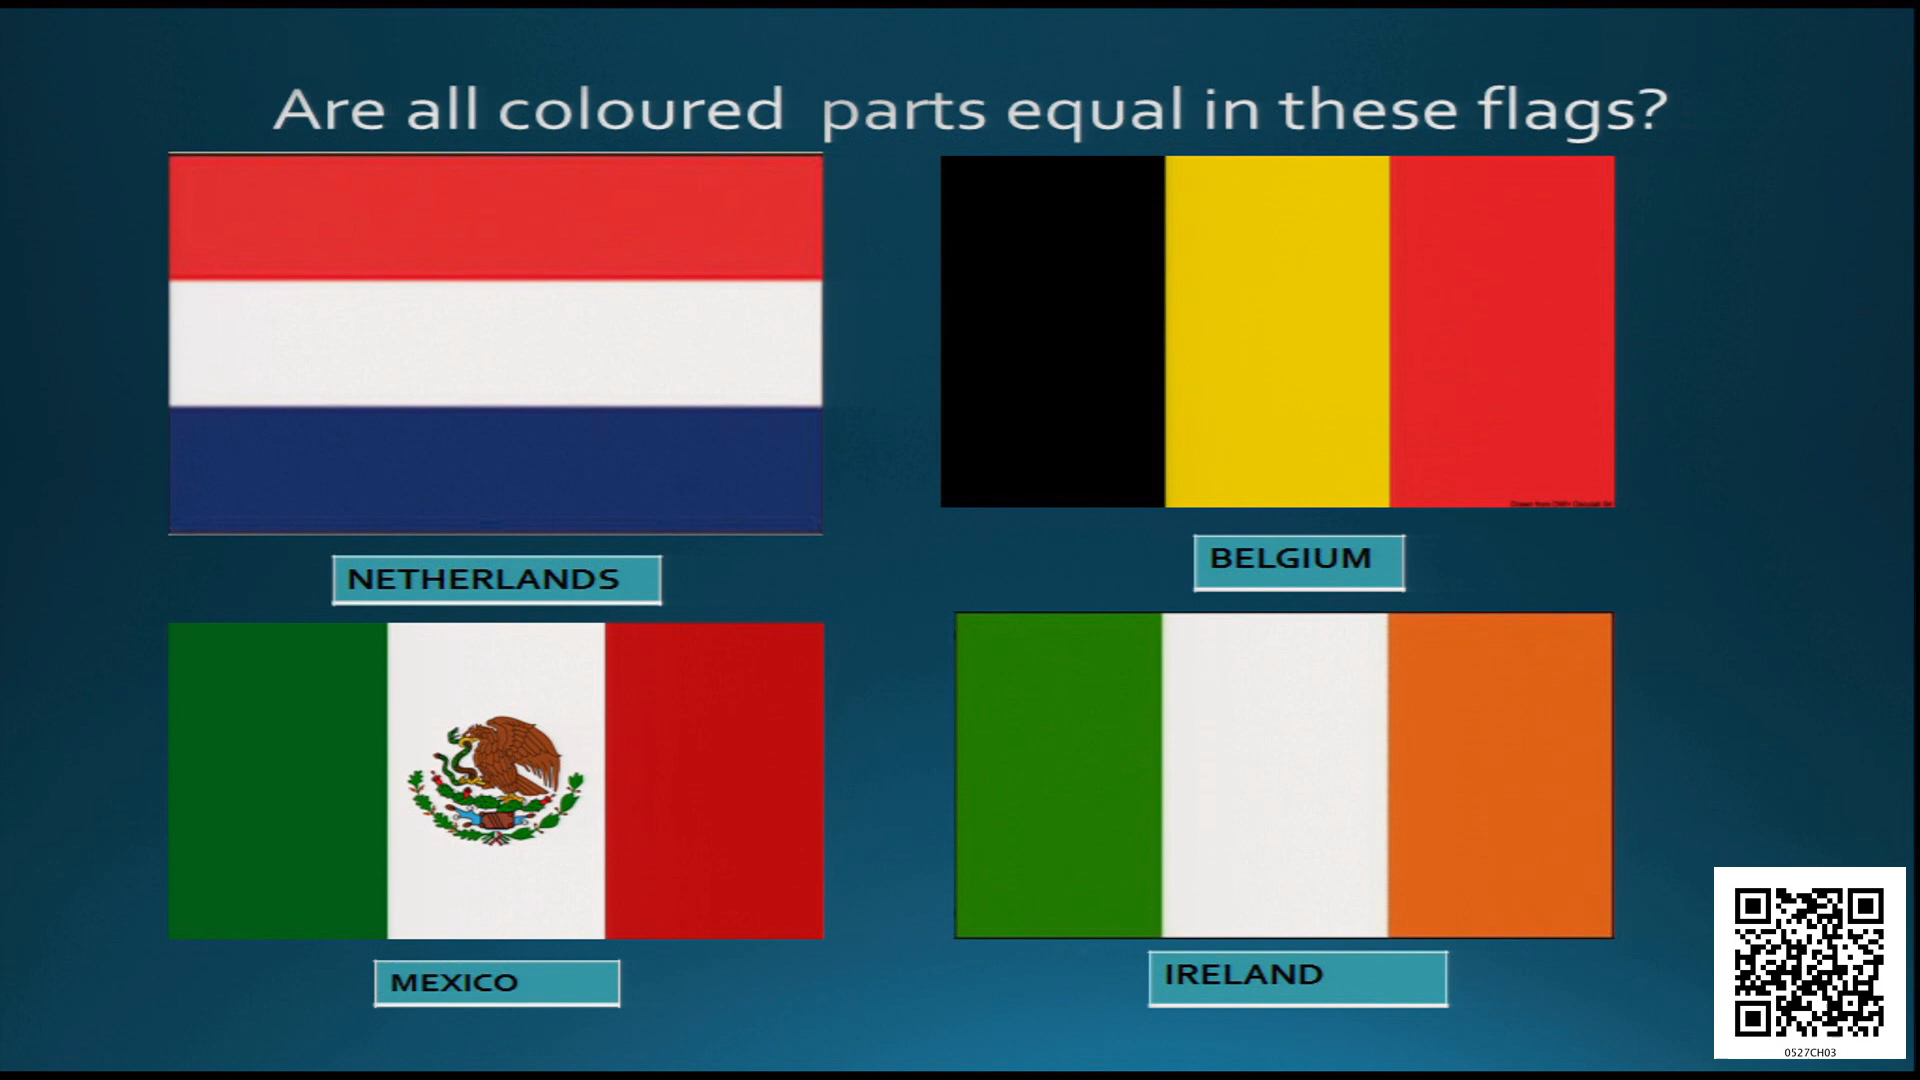 Are all coloured parts equal in these flags?
NETHERLANDS
BELGIUM
MEXICO
IRELAND
0527CH03